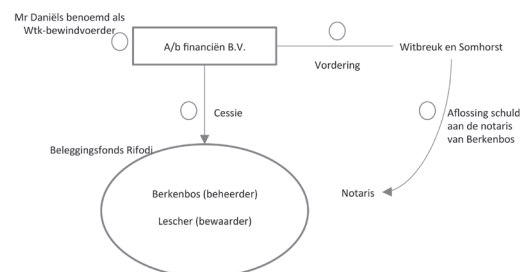 Mr Daniëls benoemd als
Wtk-bewindvoerder
A/b financiën B.V.
Witbreuk en Somhorst
Vordering
Cessie
Aflossing schuld
aan de notaris
van Berkenbos
Beleggingsfonds Rifodi
Berkenbos (beheerder)
Notaris
Lescher (bewaarder)